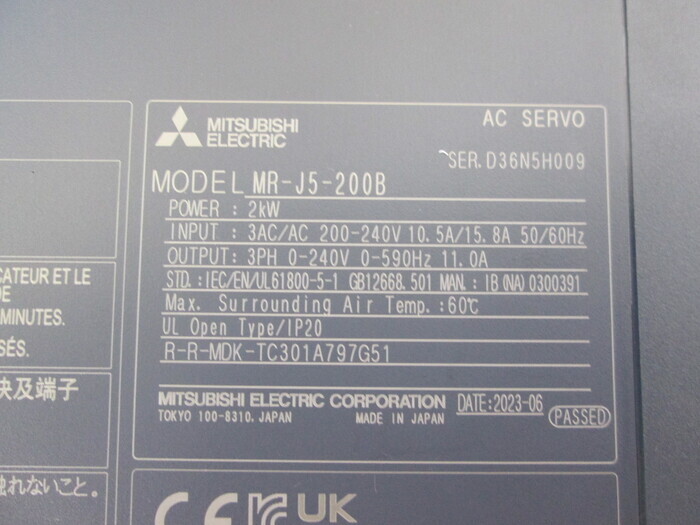 MITSUBISHI
ELECTRIC
AC SERVO
SER. D36N5H009
MODEL MR-J5-200B
POWER : 2kW
INPUT : 3AC/AC 200-240V 10.5A/15.8A 50/60Hz
OUTPUT: 3PH 0-240V 0-590Hz 11.0A
STD.: IEC/EN/UL61800-5-1 GB12668.501 MAN.: IB(NA)0300391
Max. Surrounding Air Temp.:60℃
UL Open Type/IP20
R-R-MDK-TC301A797G51
MITSUBISHI ELECTRIC CORPORATION
TOKYO 100-8310, JAPAN MADE IN JAPAN
DATE:2023-06
PASSED
CATEUR ET LE
DE
MINUTES.
SÉS.
块及端子
触れないこと。
CE
UK